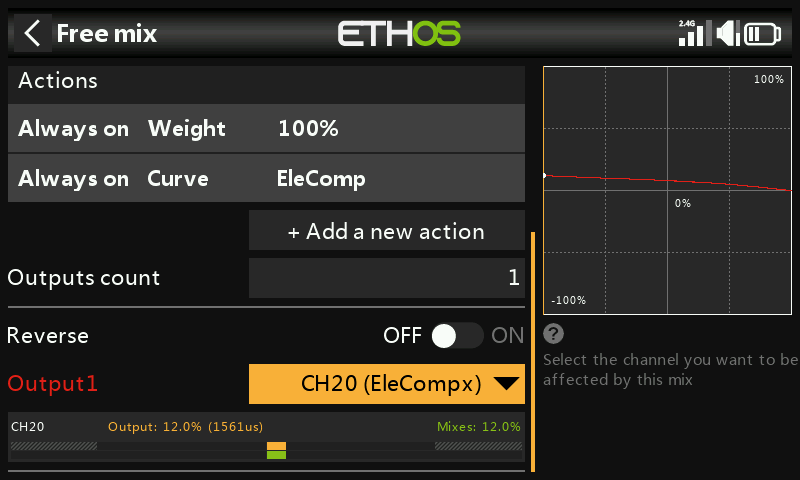 Free mix
ETHOS
2.4G
Actions
Always on Weight 100%
Always on Curve EleComp
+ Add a new action
Outputs count 1
Reverse OFF ON
Output1 CH20 (EleCompx)
CH20 Output: 12.0% (1561us) Mixes: 12.0%
100%
0%
-100%
?
Select the channel you want to be
affected by this mix